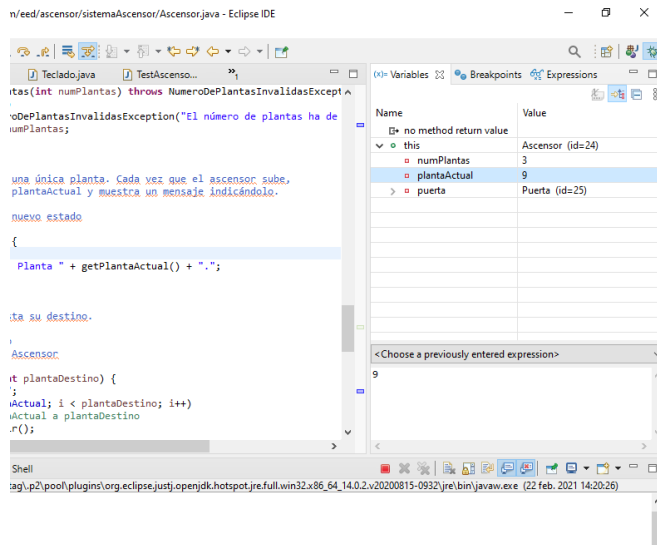 m/eed/ascensor/sistemaAscensor/Ascensor.java - Eclipse IDE
Teclado.java TestAscenso... »1
(x)= Variables Breakpoints Expressions
ntas(int numPlantas) throws NumeroDePlantasInvalidasExcept
roDePlantasInvalidasException("El número de plantas ha de
numPlantas;
una única planta. Cada vez que el ascensor sube,
plantaActual y muestra un mensaje indicándolo.
nuevo estado
{
Planta " + getPlantaActual() + ".";
sta su destino.
Ascensor
nt plantaDestino) {
";
aActual; i < plantaDestino; i++)
aActual a plantaDestino
ir();
Name Value
no method return value
this Ascensor (id=24)
numPlantas 3
plantaActual 9
puerta Puerta (id=25)
<Choose a previously entered expression>
9
Shell
tag\.p2\pool\plugins\org.eclipse.justj.openjdk.hotspot.jre.full.win32.x86_64_14.0.2.v20200815-0932\jre\bin\javaw.exe (22 feb. 2021 14:20:26)